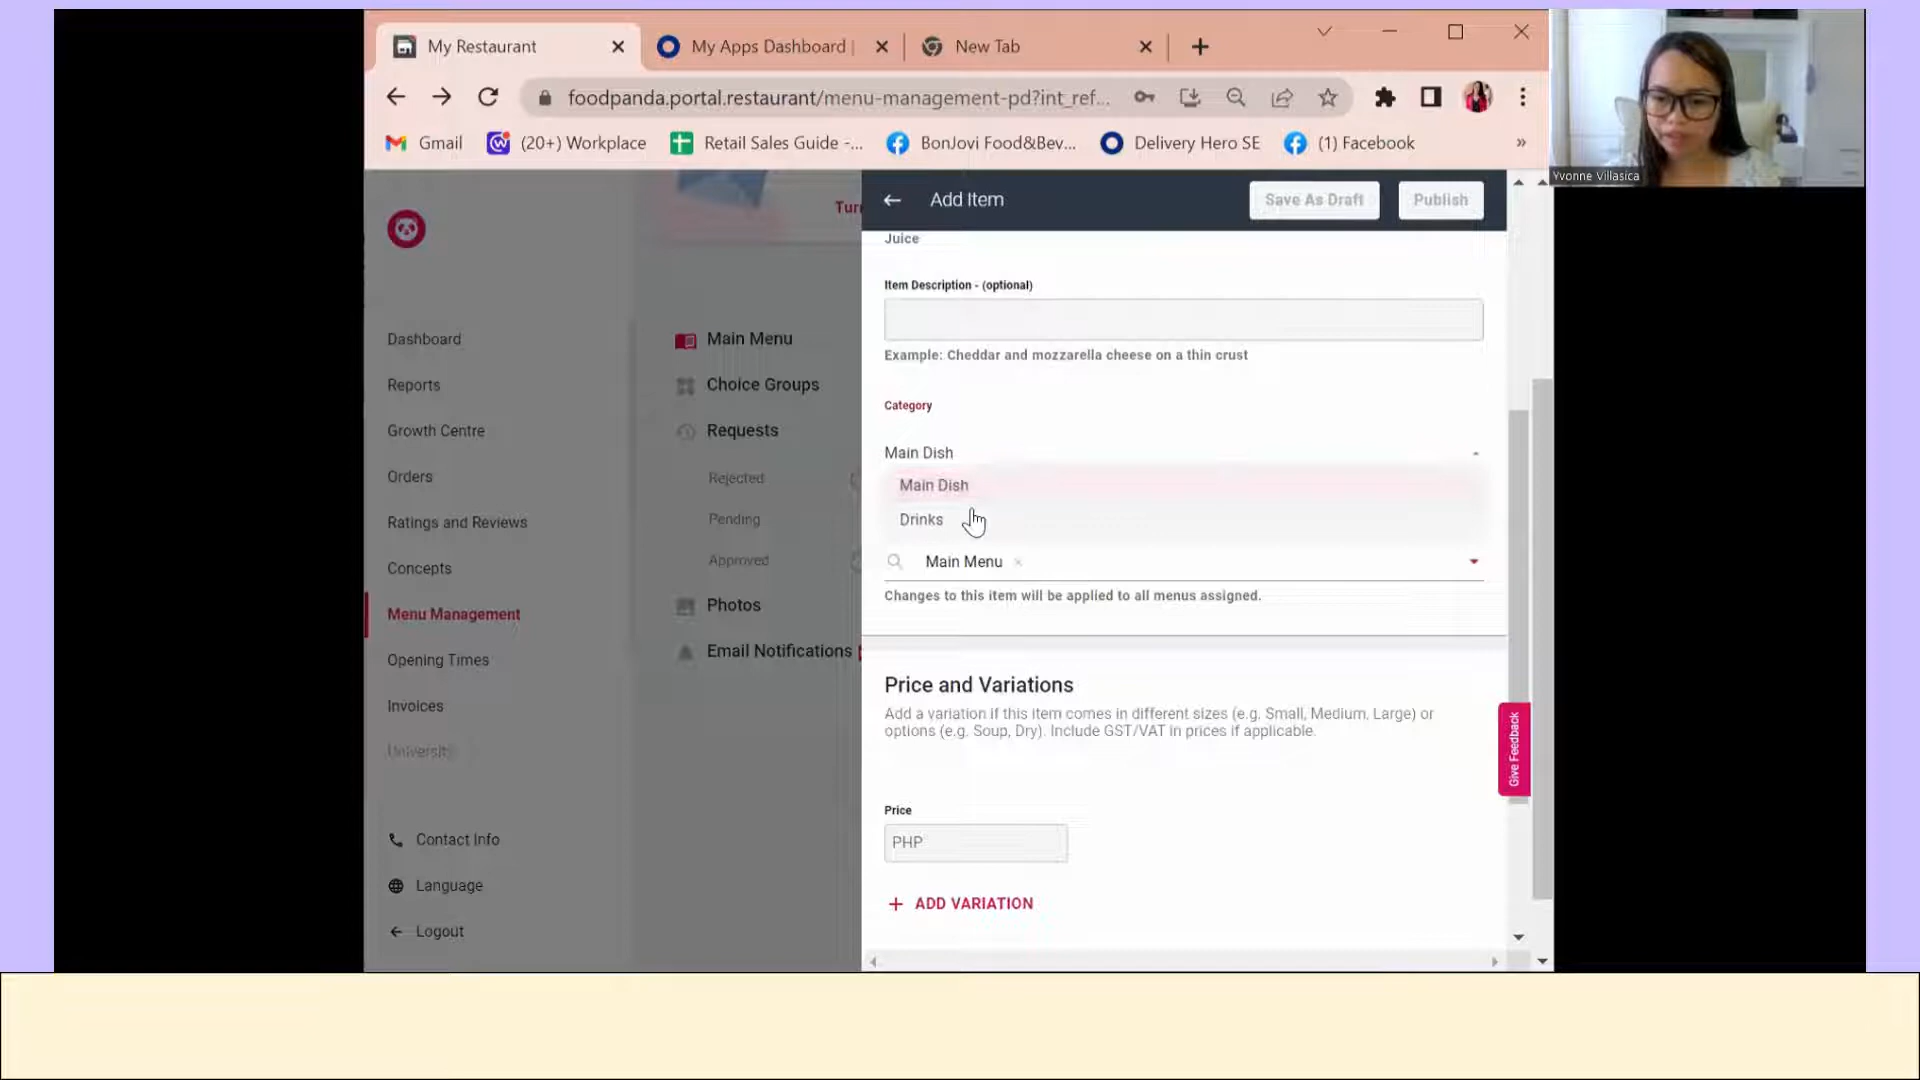 My Restaurant
My Apps Dashboard |
New Tab
foodpanda.portal.restaurant/menu-management-pd?int_ref...
Gmail
(20+) Workplace
Retail Sales Guide -...
BonJovi Food&Bev...
Delivery Hero SE
(1) Facebook
»
Yvonne Villasica
Dashboard
Reports
Growth Centre
Orders
Ratings and Reviews
Concepts
Menu Management
Opening Times
Invoices
University
Contact Info
Language
Logout
Main Menu
Choice Groups
Requests
Rejected
Pending
Approved
Photos
Email Notifications
Add Item
Save As Draft
Publish
Juice
Item Description - (optional)
Example: Cheddar and mozzarella cheese on a thin crust
Category
Main Dish
Main Dish
Drinks
Main Menu ×
Changes to this item will be applied to all menus assigned.
Price and Variations
Add a variation if this item comes in different sizes (e.g. Small, Medium, Large) or
options (e.g. Soup, Dry). Include GST/VAT in prices if applicable.
Price
PHP
+ ADD VARIATION
Give Feedback